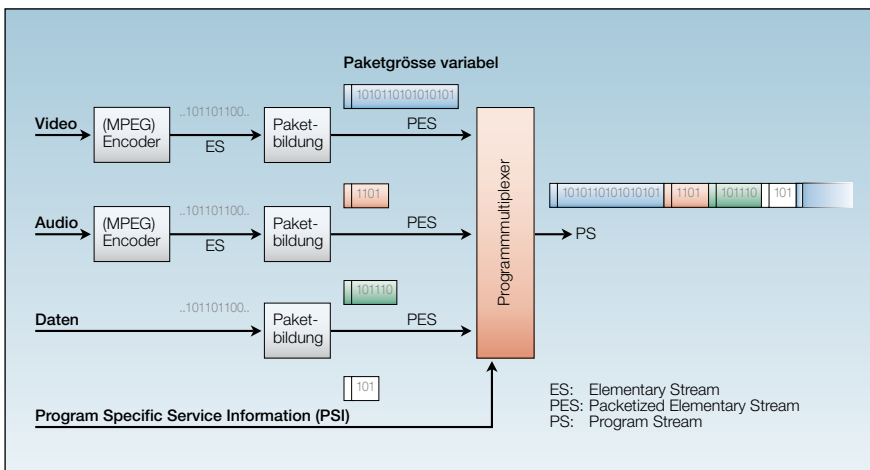 Paketgrösse variabel
1010110101010101
Video
(MPEG)
Encoder
..101101100..
ES
Paket-
bildung
PES
1101
Audio
(MPEG)
Encoder
..101101100..
ES
Paket-
bildung
PES
101110
Daten
..101101100..
Paket-
bildung
PES
101
Program Specific Service Information (PSI)
Programmmultiplexer
1010110101010101 1101 101110 101
PS
ES: Elementary Stream
PES: Packetized Elementary Stream
PS: Program Stream